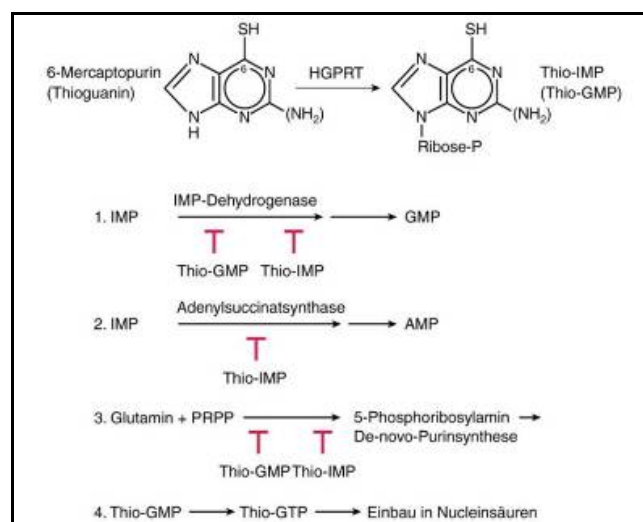 SH
6-Mercaptopurin
(Thioguanin)
N
6
N
N
H
N
(NH₂)
HGPRT
SH
N
6
N
N
N
(NH₂)
Ribose-P
Thio-IMP
(Thio-GMP)
IMP-Dehydrogenase
1. IMP
GMP
Thio-GMP Thio-IMP
Adenylsuccinatsynthase
2. IMP
AMP
Thio-IMP
3. Glutamin + PRPP
5-Phosphoribosylamin
De-novo-Purinsynthese
Thio-GMP Thio-IMP
4. Thio-GMP Thio-GTP Einbau in Nucleinsäuren